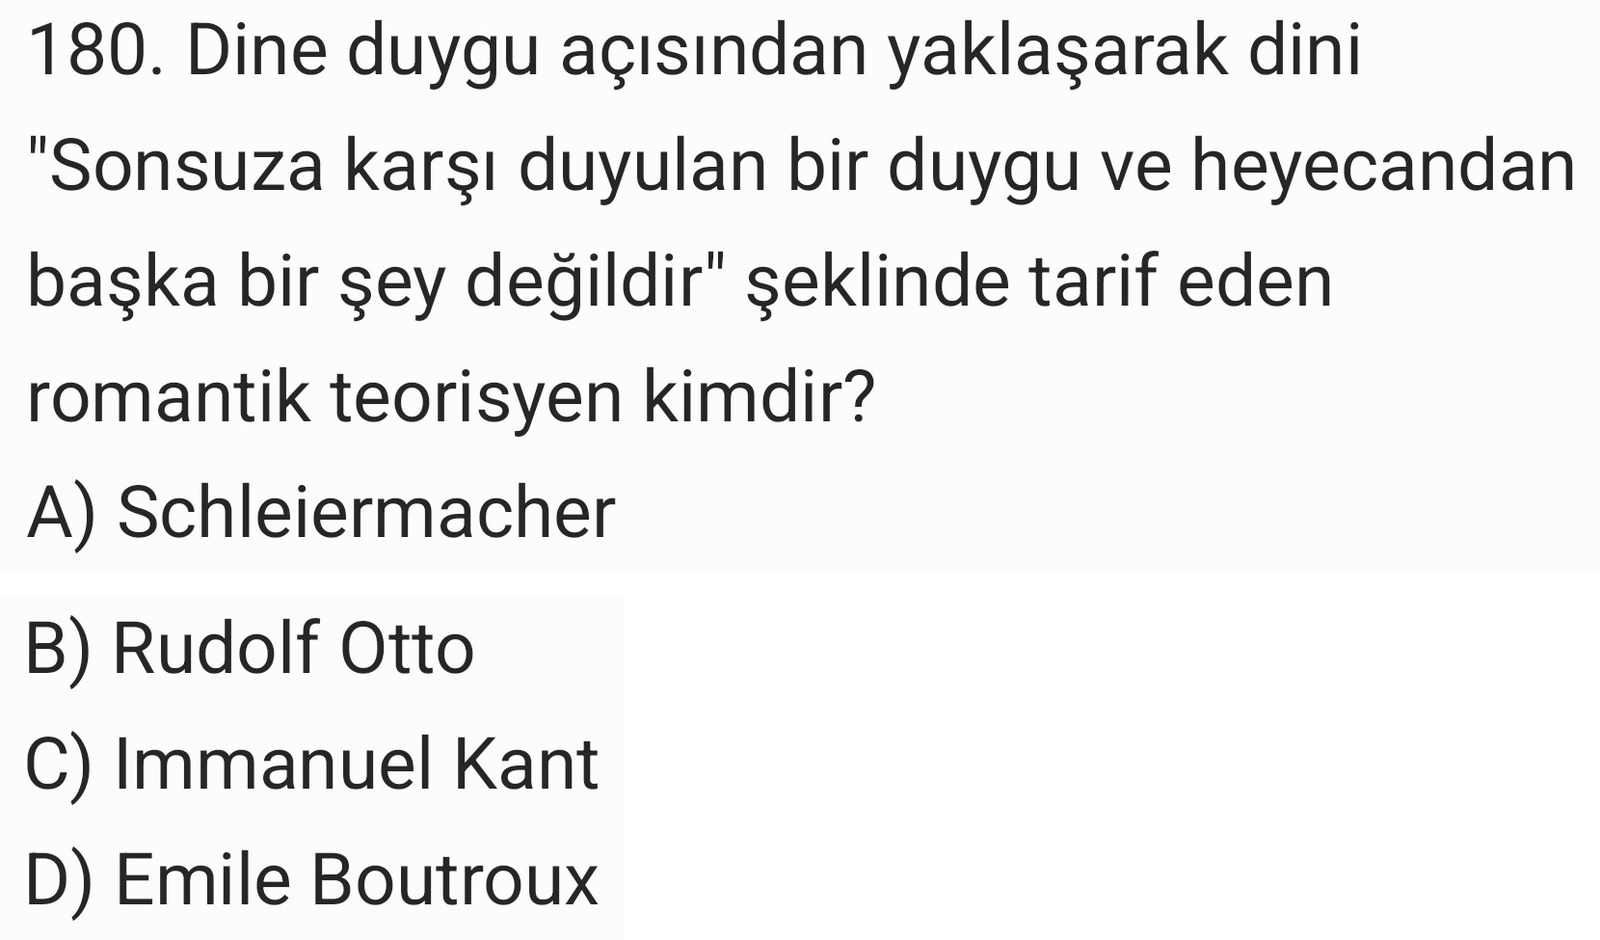 180. Dine duygu açısından yaklaşarak dini
"Sonsuza karşı duyulan bir duygu ve heyecandan
başka bir şey değildir" şeklinde tarif eden
romantik teorisyen kimdir?
A) Schleiermacher
B) Rudolf Otto
C) Immanuel Kant
D) Emile Boutroux